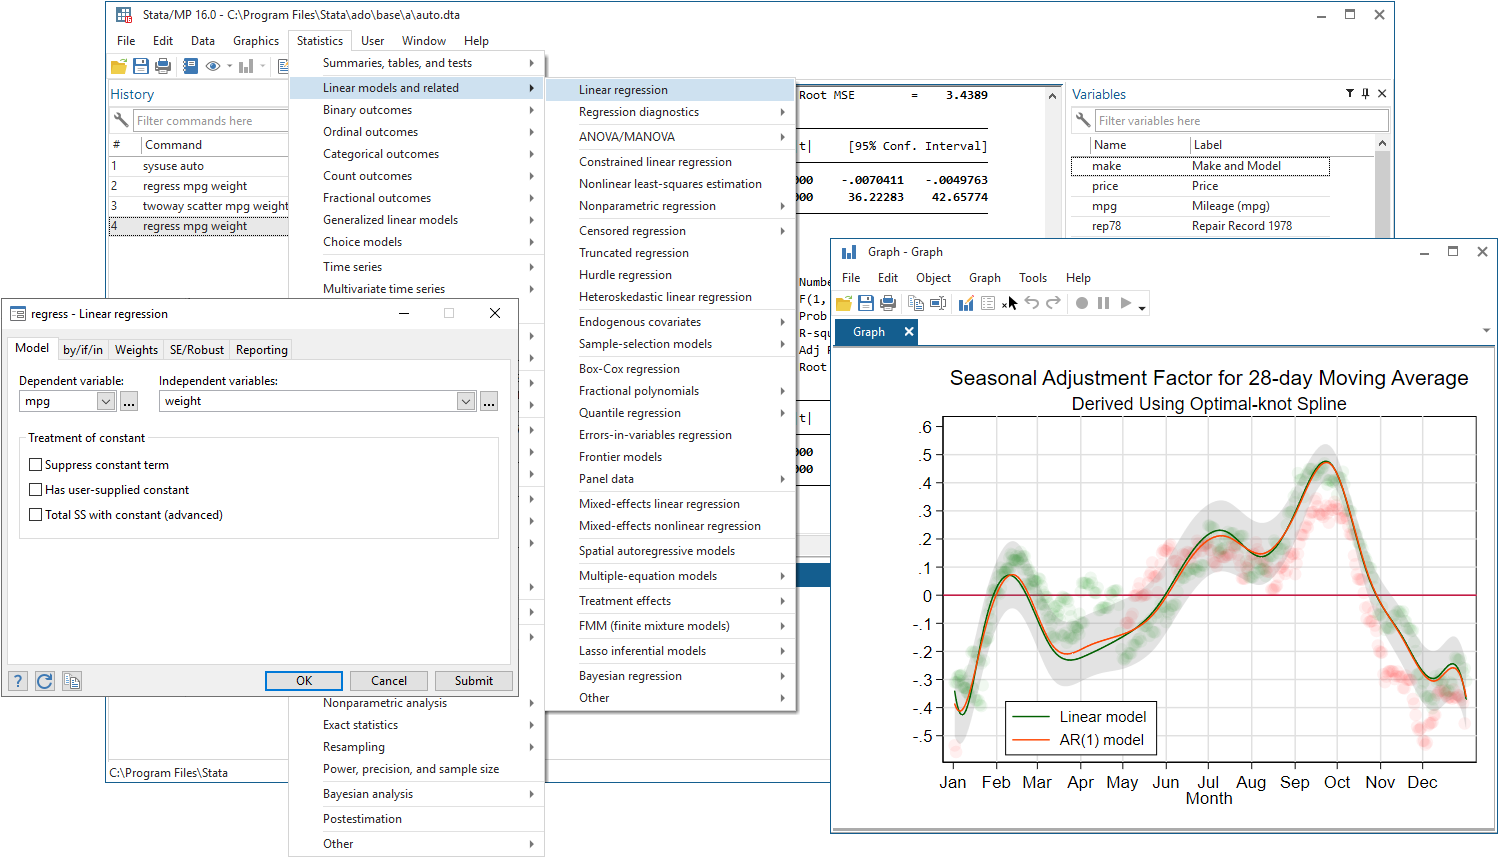 Stata/MP 16.0 - C:\Program Files\Stata\ado\base\a\auto.dta
File Edit Data Graphics Statistics User Window Help
History
Filter commands here
# Command
1 sysuse auto
2 regress mpg weight
3 twoway scatter mpg weight
4 regress mpg weight
C:\Program Files\Stata
Summaries, tables, and tests
Linear models and related
Binary outcomes
Ordinal outcomes
Categorical outcomes
Count outcomes
Fractional outcomes
Generalized linear models
Choice models
Time series
Multivariate time series
Nonparametric analysis
Exact statistics
Resampling
Power, precision, and sample size
Bayesian analysis
Postestimation
Other
Linear regression
Regression diagnostics
ANOVA/MANOVA
Constrained linear regression
Nonlinear least-squares estimation
Nonparametric regression
Censored regression
Truncated regression
Hurdle regression
Heteroskedastic linear regression
Endogenous covariates
Sample-selection models
Box-Cox regression
Fractional polynomials
Quantile regression
Errors-in-variables regression
Frontier models
Panel data
Mixed-effects linear regression
Mixed-effects nonlinear regression
Spatial autoregressive models
Multiple-equation models
Treatment effects
FMM (finite mixture models)
Lasso inferential models
Bayesian regression
Other
Root MSE = 3.4389
t| [95% Conf. Interval]
000 -.0070411 -.0049763
000 36.22283 42.65774
Numbe
F(1,
Prob
R-squ
Adj R
Root
t|
000
000
Variables
Filter variables here
Name Label
make Make and Model
price Price
mpg Mileage (mpg)
rep78 Repair Record 1978
regress - Linear regression
Model by/if/in Weights SE/Robust Reporting
Dependent variable: Independent variables:
mpg ... weight ...
Treatment of constant
Suppress constant term
Has user-supplied constant
Total SS with constant (advanced)
? OK Cancel Submit
Graph - Graph
File Edit Object Graph Tools Help
Graph
Seasonal Adjustment Factor for 28-day Moving Average
Derived Using Optimal-knot Spline
.6
.5
.4
.3
.2
.1
0
-.1
-.2
-.3
-.4
-.5
Linear model
AR(1) model
Jan Feb Mar Apr May Jun Jul Aug Sep Oct Nov Dec
Month